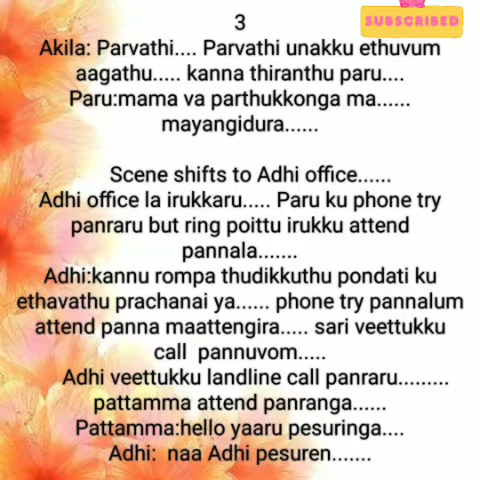 3
SUBSCRIBED
Akila: Parvathi.... Parvathi unakku ethuvum
aagathu..... kanna thiranthu paru....
Paru:mama va parthukkonga ma......
mayangidura......
Scene shifts to Adhi office......
Adhi office la irukkaru..... Paru ku phone try
panraru but ring poittu irukku attend
pannala.......
Adhi:kannu rompa thudikkuthu pondati ku
ethavathu prachanai ya...... phone try pannalum
attend panna maattengira..... sari veettukku
call pannuvom.....
Adhi veettukku landline call panraru.........
pattamma attend panranga......
Pattamma:hello yaaru pesuringa....
Adhi: naa Adhi pesuren.......